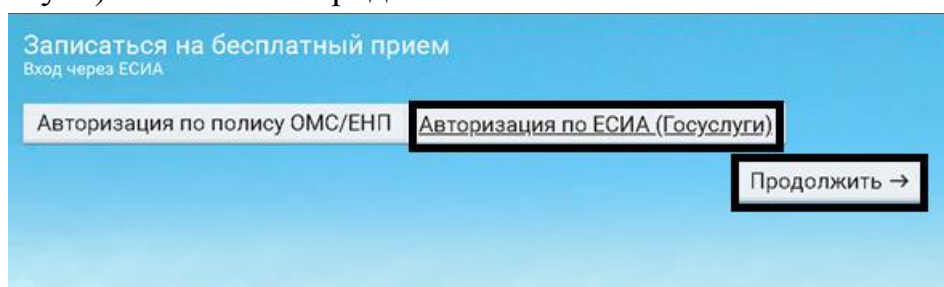 Записаться на бесплатный прием
Вход через ЕСИА
Авторизация по полису ОМС/ЕНП Авторизация по ЕСИА (Госуслуги)
Продолжить →